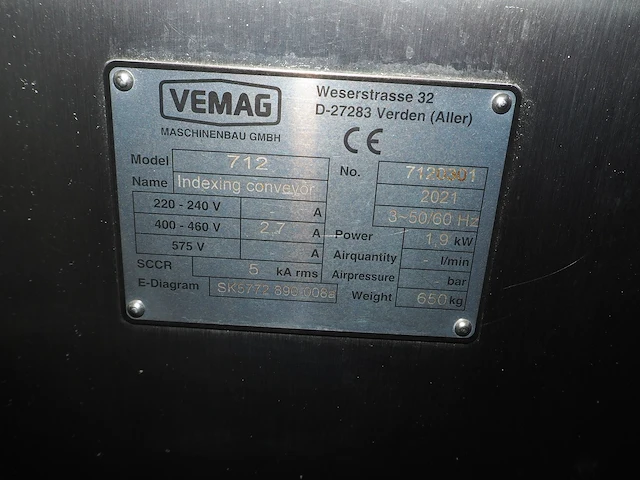 VEMAG
MASCHINENBAU GMBH
Weserstrasse 32
D-27283 Verden (Aller)
CE
Model 712 No.
Name Indexing conveyor 2021
220 - 240 V - A 3~50/60 Hz
400 - 460 V 2,7 A Power 1,9 kW
575 V A Airquantity - l/min
SCCR 5 kA rms Airpressure bar
E-Diagram Weight 650 kg